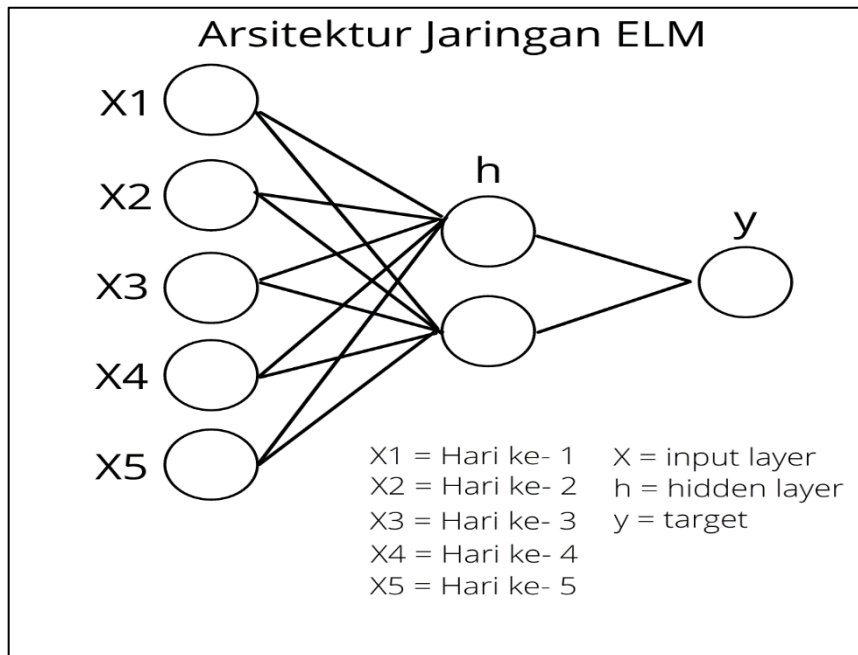 Arsitektur Jaringan ELM
X1
X2
X3
X4
X5
h
y
X1 = Hari ke- 1
X2 = Hari ke- 2
X3 = Hari ke- 3
X4 = Hari ke- 4
X5 = Hari ke- 5
X = input layer
h = hidden layer
y = target